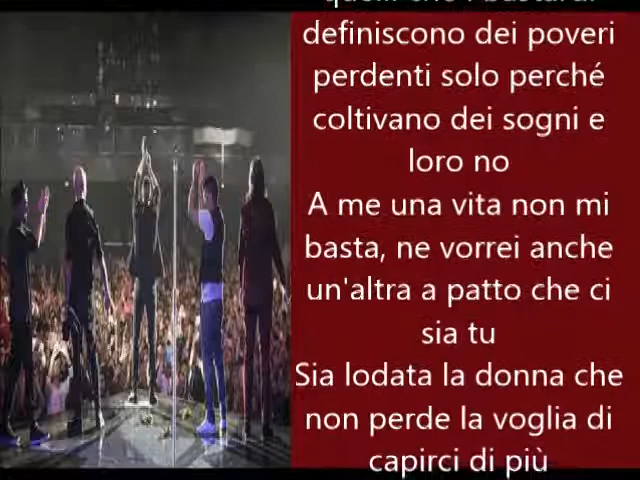 definiscono dei poveri
perdenti solo perché
coltivano dei sogni e
loro no
A me una vita non mi
basta, ne vorrei anche
un'altra a patto che ci
sia tu
Sia lodata la donna che
non perde la voglia di
capirci di più